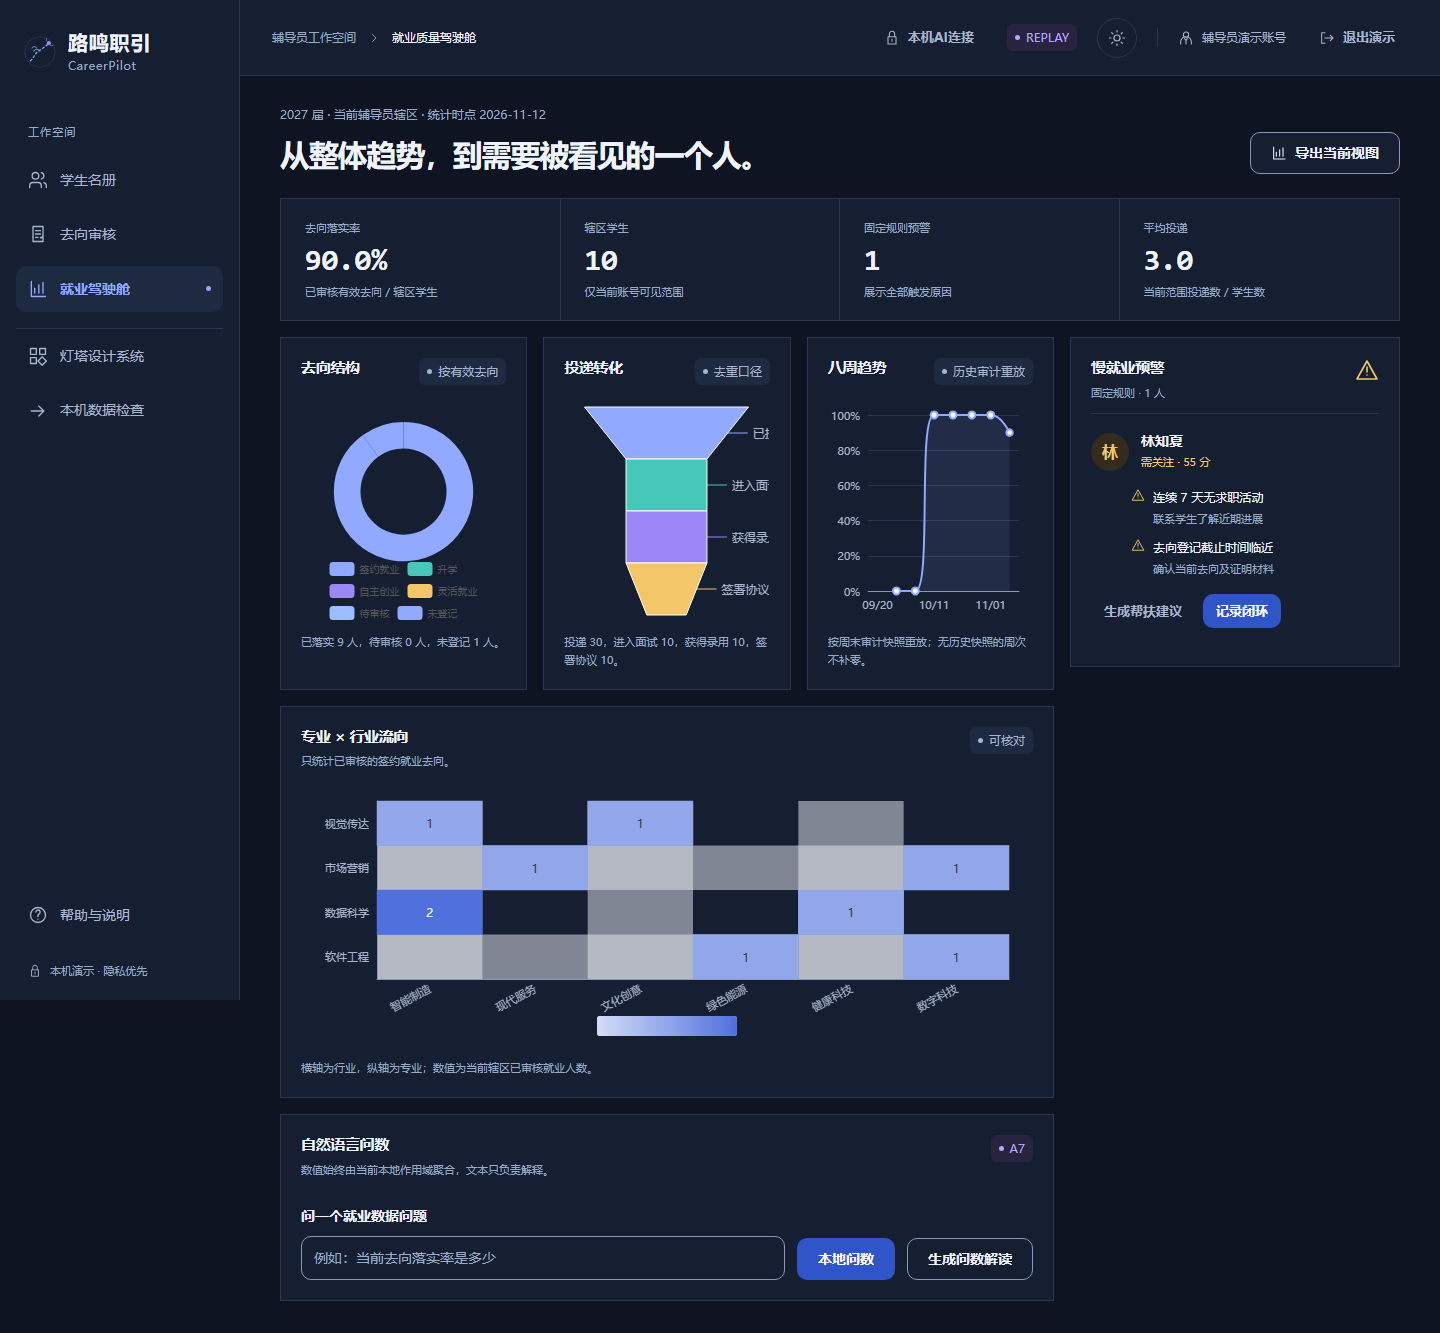 路鸣职引
CareerPilot
工作空间
学生名册
去向审核
就业驾驶舱
灯塔设计系统
本机数据检查
帮助与说明
本机演示 · 隐私优先
辅导员工作空间 > 就业质量驾驶舱
本机AI连接
REPLAY
辅导员演示账号
退出演示
2027 届 · 当前辅导员辖区 · 统计时点 2026-11-12
从整体趋势，到需要被看见的一个人。
导出当前视图
去向落实率
90.0%
已审核有效去向 / 辖区学生
辖区学生
10
仅当前账号可见范围
固定规则预警
1
展示全部触发原因
平均投递
3.0
当前范围投递数 / 学生数
去向结构
按有效去向
签约就业 升学
自主创业 灵活就业
待审核 未登记
已落实 9 人，待审核 0 人，未登记 1 人。
投递转化
去重口径
进入面
获得录
签署协议
投递 30，进入面试 10，获得录用 10，签
署协议 10。
八周趋势
历史审计重放
100%
80%
60%
40%
20%
0%
09/20 10/11 11/01
按周末审计快照重放；无历史快照的周次
不补零。
慢就业预警
固定规则 · 1 人
林
林知夏
需关注 · 55 分
连续 7 天无求职活动
联系学生了解近期进展
去向登记截止时间临近
确认当前去向及证明材料
生成帮扶建议
记录闭环
专业 × 行业流向
只统计已审核的签约就业去向。
可核对
视觉传达 1 1
市场营销 1 1
数据科学 2 1
软件工程 1 1
智能制造 现代服务 文化创意 绿色能源 健康科技 数字科技
横轴为行业，纵轴为专业；数值为当前辖区已审核就业人数。
自然语言问数
数值始终由当前本地作用域聚合，文本只负责解释。
A7
问一个就业数据问题
例如：当前去向落实率是多少
本地问数
生成问数解读